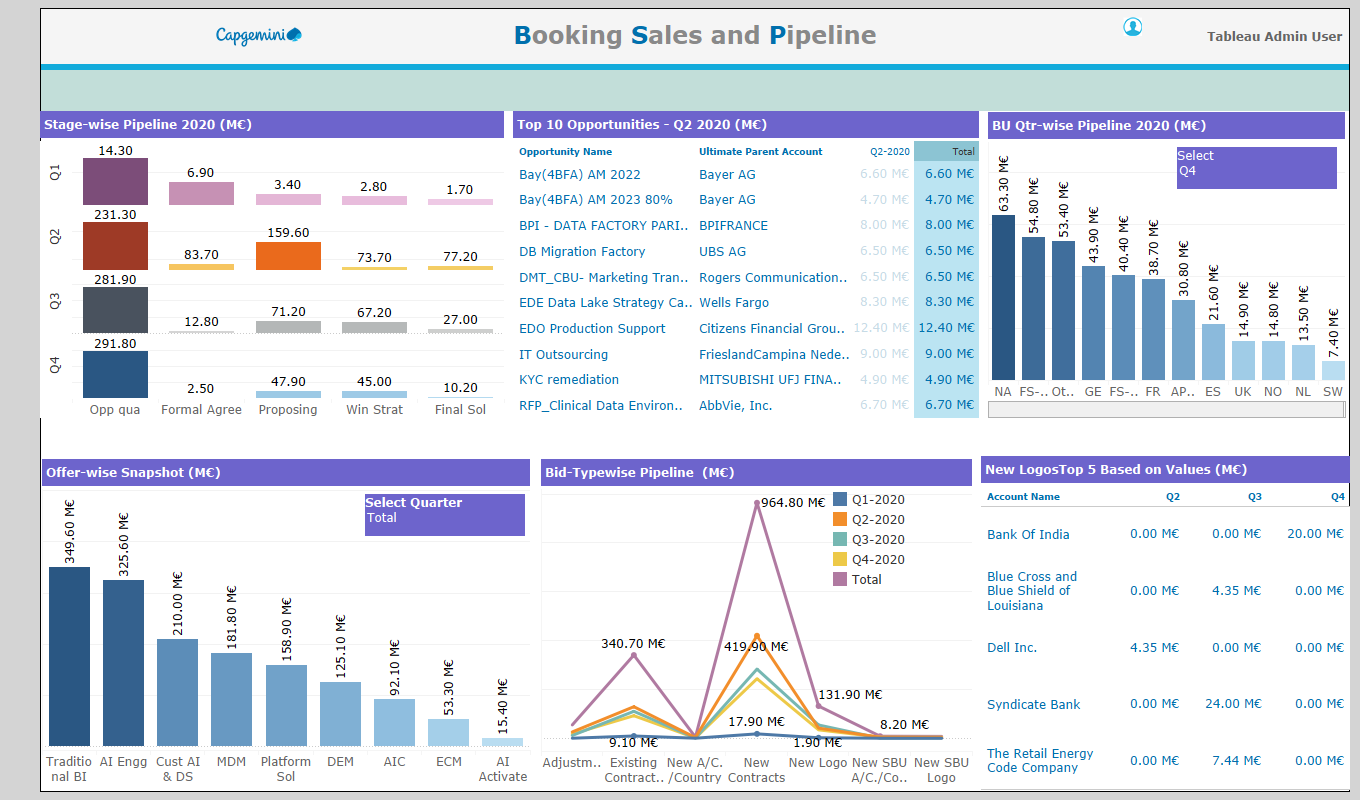 Capgemini
Booking Sales and Pipeline
Tableau Admin User
Stage-wise Pipeline 2020 (M€)
Q1
14.30 6.90 3.40 2.80 1.70
Q2
231.30 83.70 159.60 73.70 77.20
Q3
281.90 12.80 71.20 67.20 27.00
Q4
291.80 2.50 47.90 45.00 10.20
Opp qua Formal Agree Proposing Win Strat Final Sol
Top 10 Opportunities - Q2 2020 (M€)
Opportunity Name Ultimate Parent Account Q2-2020 Total
Bay(4BFA) AM 2022 Bayer AG 6.60 M€ 6.60 M€
Bay(4BFA) AM 2023 80% Bayer AG 4.70 M€ 4.70 M€
BPI - DATA FACTORY PARI.. BPIFRANCE 8.00 M€ 8.00 M€
DB Migration Factory UBS AG 6.50 M€ 6.50 M€
DMT_CBU- Marketing Tran.. Rogers Communication.. 6.50 M€ 6.50 M€
EDE Data Lake Strategy Ca.. Wells Fargo 8.30 M€ 8.30 M€
EDO Production Support Citizens Financial Grou.. 12.40 M€ 12.40 M€
IT Outsourcing FrieslandCampina Nede.. 9.00 M€ 9.00 M€
KYC remediation MITSUBISHI UFJ FINA.. 4.90 M€ 4.90 M€
RFP_Clinical Data Environ.. AbbVie, Inc. 6.70 M€ 6.70 M€
BU Qtr-wise Pipeline 2020 (M€)
Select
Q4
63.30 M€ 54.80 M€ 53.40 M€ 43.90 M€ 40.40 M€ 38.70 M€ 30.80 M€ 21.60 M€ 14.90 M€ 14.80 M€ 13.50 M€ 7.40 M€
NA FS-.. Ot.. GE FS-.. FR AP.. ES UK NO NL SW
Offer-wise Snapshot (M€)
Select Quarter
Total
349.60 M€ 325.60 M€ 210.00 M€ 181.80 M€ 158.90 M€ 125.10 M€ 92.10 M€ 53.30 M€ 15.40 M€
Traditio AI Engg Cust AI MDM Platform DEM AIC ECM AI
nal BI & DS Sol Activate
Bid-Typewise Pipeline (M€)
Q1-2020
Q2-2020
Q3-2020
Q4-2020
Total
964.80 M€
340.70 M€ 419.90 M€
131.90 M€
17.90 M€ 8.20 M€
9.10 M€ 1.90 M€
Adjustm.. Existing New A/C. New New Logo New SBU New SBU
Contract.. /Country Contracts A/C./Co.. Logo
New LogosTop 5 Based on Values (M€)
Account Name Q2 Q3 Q4
Bank Of India 0.00 M€ 0.00 M€ 20.00 M€
Blue Cross and
Blue Shield of 0.00 M€ 4.35 M€ 0.00 M€
Louisiana
Dell Inc. 4.35 M€ 0.00 M€ 0.00 M€
Syndicate Bank 0.00 M€ 24.00 M€ 0.00 M€
The Retail Energy
Code Company 0.00 M€ 7.44 M€ 0.00 M€